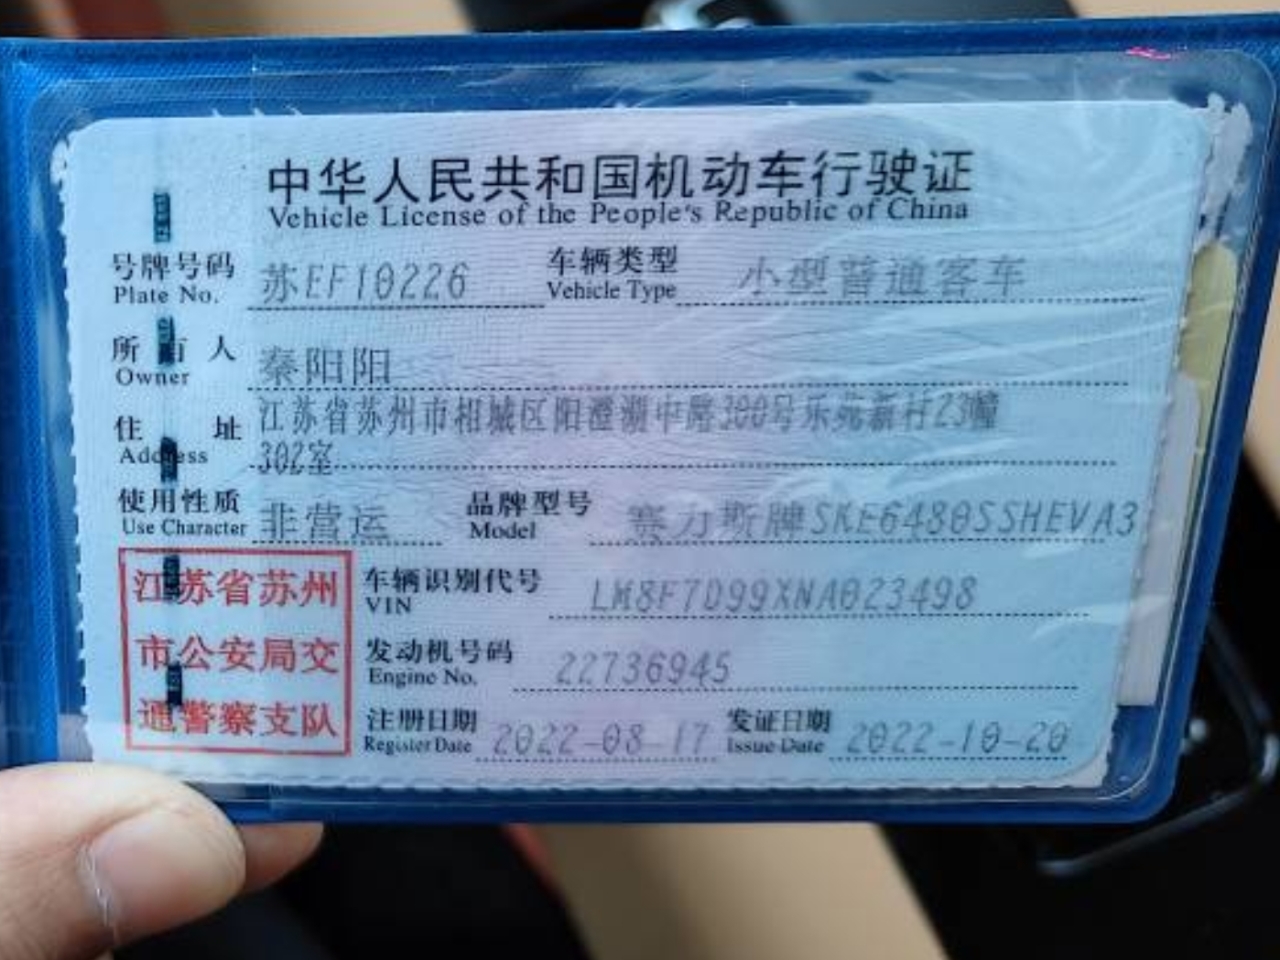 中华人民共和国机动车行驶证
Vehicle License of the People's Republic of China
号牌号码 苏EF10226 车辆类型 小型普通客车
Plate No. Vehicle Type
所有人 秦阳阳
Owner
住址 江苏省苏州市相城区阳澄湖中路300号乐苑新村23幢
Address 302室
使用性质 非营运 品牌型号 赛力斯牌SKE6480SSHEVA3
Use Character Model
江苏省苏州
市公安局交
通警察支队
车辆识别代号 LM8F7D99XNA023498
VIN
发动机号码 22736945
Engine No.
注册日期 2022-08-17 发证日期 2022-10-20
Register Date Issue Date